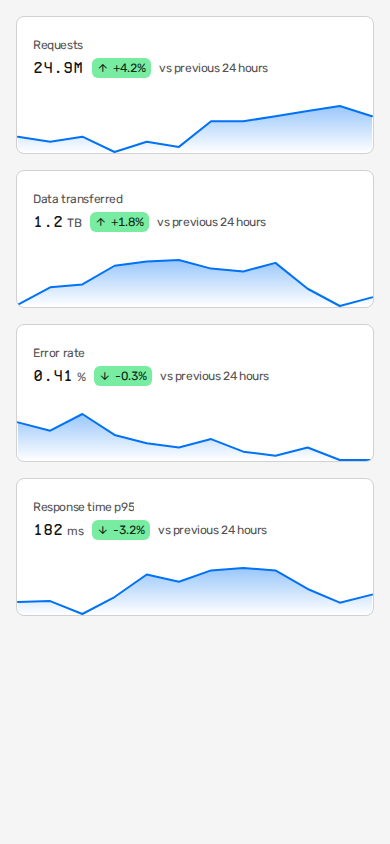 Requests
24.9M ↑ +4.2% vs previous 24 hours
Data transferred
1.2 TB ↑ +1.8% vs previous 24 hours
Error rate
0.41 % ↓ -0.3% vs previous 24 hours
Response time p95
182 ms ↓ -3.2% vs previous 24 hours